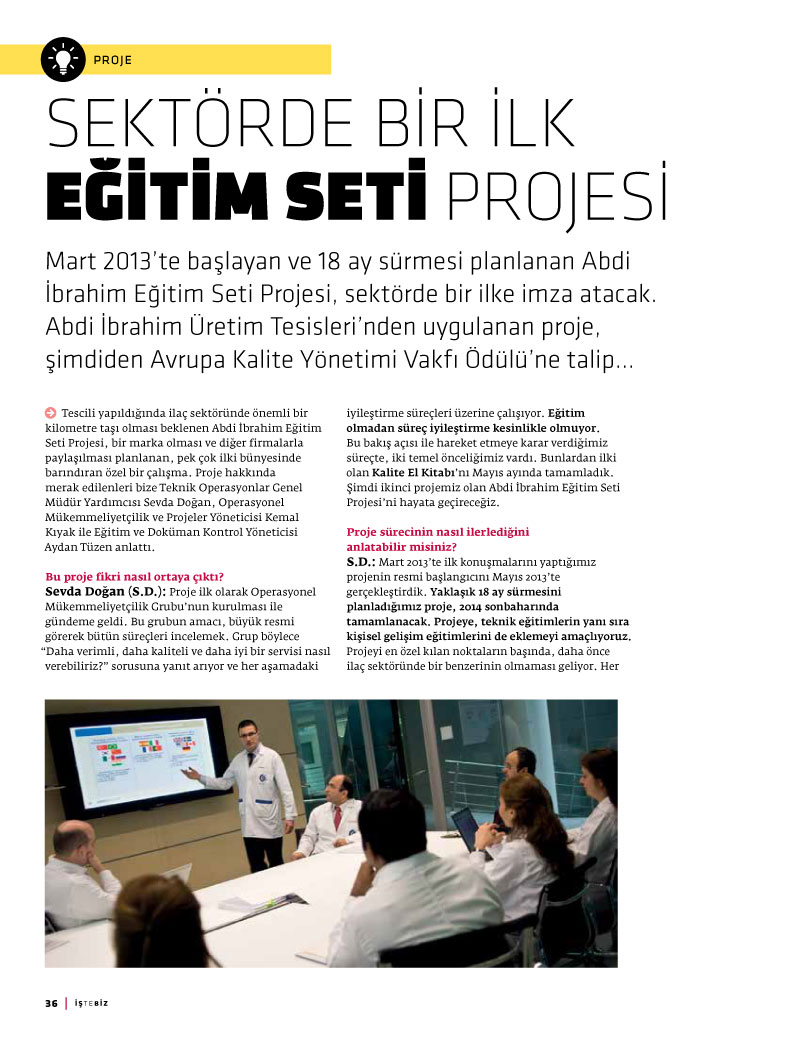 PROJE
SEKTÖRDE BİR İLK
EĞİTİM SETİ PROJESİ
Mart 2013’te başlayan ve 18 ay sürmesi planlanan Abdi
İbrahim Eğitim Seti Projesi, sektörde bir ilke imza atacak.
Abdi İbrahim Üretim Tesisleri’nden uygulanan proje,
şimdiden Avrupa Kalite Yönetimi Vakfı Ödülü’ne talip...
Tescili yapıldığında ilaç sektöründe önemli bir
kilometre taşı olması beklenen Abdi İbrahim Eğitim
Seti Projesi, bir marka olması ve diğer firmalarla
paylaşılması planlanan, pek çok ilki bünyesinde
barındıran özel bir çalışma. Proje hakkında
merak edilenleri bize Teknik Operasyonlar Genel
Müdür Yardımcısı Sevda Doğan, Operasyonel
Mükemmeliyetçilik ve Projeler Yöneticisi Kemal
Kıyak ile Eğitim ve Doküman Kontrol Yöneticisi
Aydan Tüzen anlattı.
Bu proje fikri nasıl ortaya çıktı?
Sevda Doğan (S.D.): Proje ilk olarak Operasyonel
Mükemmeliyetçilik Grubu’nun kurulması ile
gündeme geldi. Bu grubun amacı, büyük resmi
görerek bütün süreçleri incelemek. Grup böylece
“Daha verimli, daha kaliteli ve daha iyi bir servisi nasıl
verebiliriz?” sorusuna yanıt arıyor ve her aşamadaki
iyileştirme süreçleri üzerine çalışıyor. Eğitim
olmadan süreç iyileştirme kesinlikle olmuyor.
Bu bakış açısı ile hareket etmeye karar verdiğimiz
süreçte, iki temel önceliğimiz vardı. Bunlardan ilki
olan Kalite El Kitabı’nı Mayıs ayında tamamladık.
Şimdi ikinci projemiz olan Abdi İbrahim Eğitim Seti
Projesi’ni hayata geçireceğiz.
Proje sürecinin nasıl ilerlediğini
anlatabilir misiniz?
S.D.: Mart 2013’te ilk konuşmalarını yaptığımız
projenin resmi başlangıcını Mayıs 2013’te
gerçekleştirdik. Yaklaşık 18 ay sürmesini
planladığımız proje, 2014 sonbaharında
tamamlanacak. Projeye, teknik eğitimlerin yanı sıra
kişisel gelişim eğitimlerini de eklemeyi amaçlıyoruz.
Projeyi en özel kılan noktaların başında, daha önce
ilaç sektöründe bir benzerinin olmaması geliyor. Her
36 | İŞTEBİZ